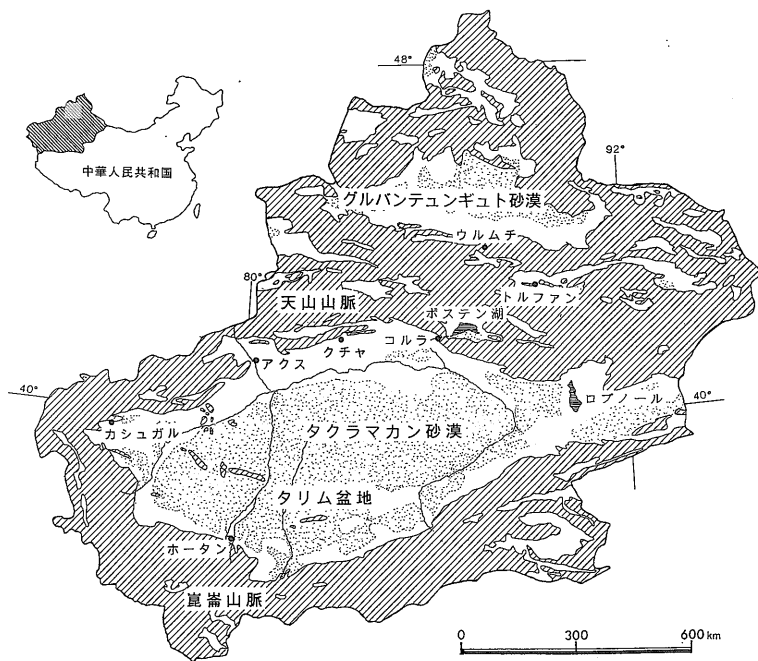 48°
92°
中華人民共和国
グルバンテュンギュト砂漠
ウルムチ
80°
トルファン
天山山脈
ボステン湖
コルラ
クチャ
アクス
40°
ロプノール
40°
カシュガル
タクラマカン砂漠
タリム盆地
ホータン
崑崙山脈
0 300 600 km